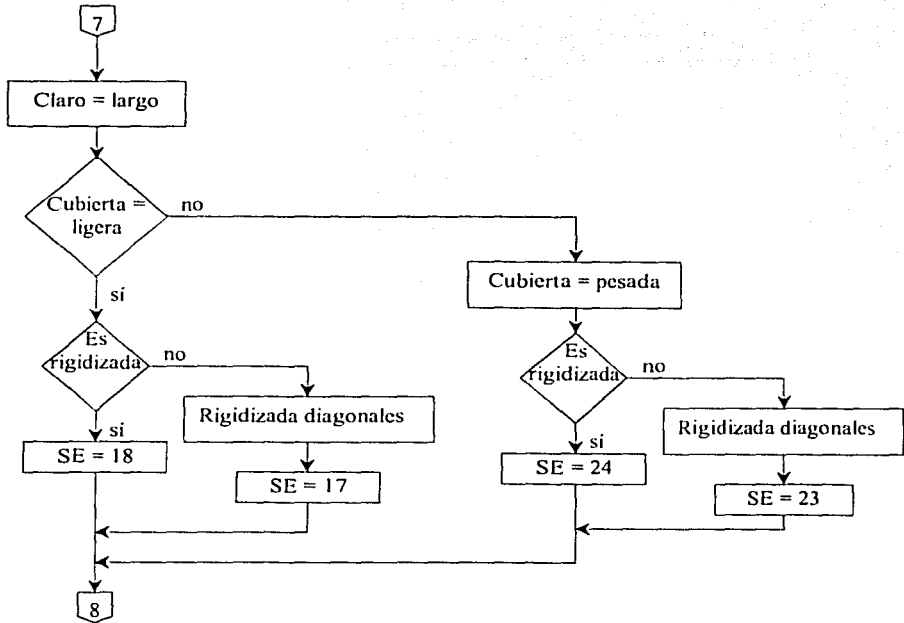 7
Claro = largo
Cubierta =
ligera
no
sí
Cubierta = pesada
Es
rigidizada
no
sí
Rigidizada diagonales
SE = 18
SE = 17
Es
rigidizada
no
sí
Rigidizada diagonales
SE = 24
SE = 23
8